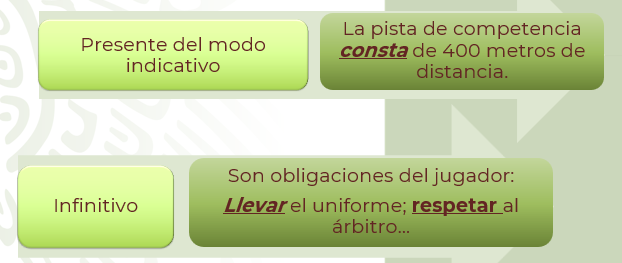 Presente del modo
indicativo
La pista de competencia
consta de 400 metros de
distancia.
Infinitivo
Son obligaciones del jugador:
Llevar el uniforme; respetar al
árbitro...